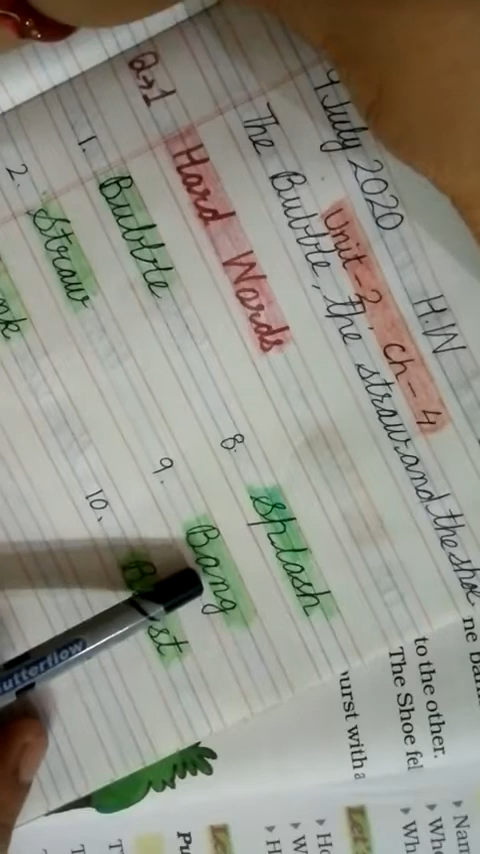 4 July 2020 H.W
Unit-2, Ch-4
The Bubble, the straw and the shoe
Q→1 Hard Words
1. Bubble
2. Straw
8. Splash
9. Bang
10.
utterflow
to the other.
The Shoe fel
urst with a